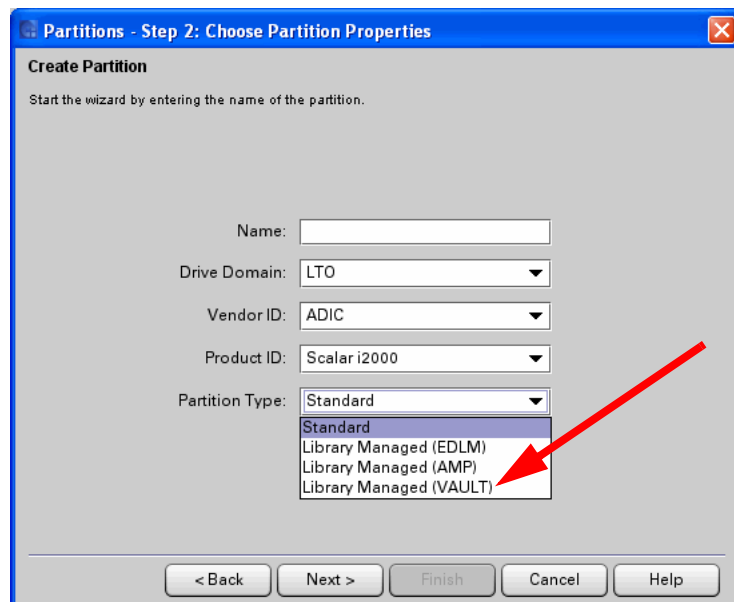 Partitions - Step 2: Choose Partition Properties
Create Partition
Start the wizard by entering the name of the partition.
Name:
Drive Domain: LTO
Vendor ID: ADIC
Product ID: Scalar i2000
Partition Type: Standard
Standard
Library Managed (EDLM)
Library Managed (AMP)
Library Managed (VAULT)
< Back Next > Finish Cancel Help